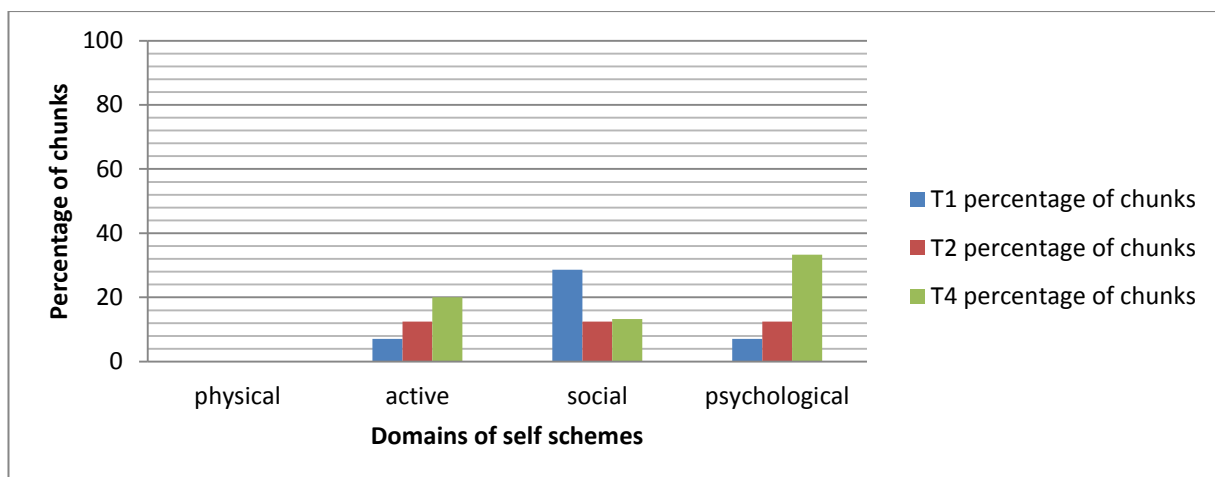 Percentage of chunks
100
80
60
40
20
0
physical
active
social
psychological
Domains of self schemes
T1 percentage of chunks
T2 percentage of chunks
T4 percentage of chunks